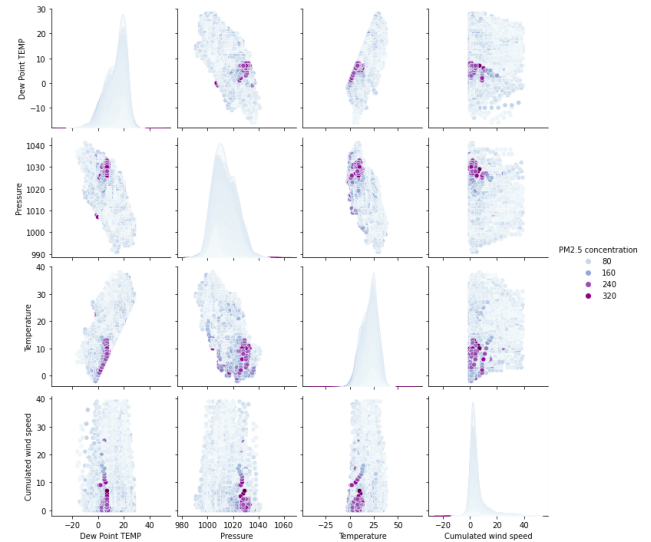 30
20
10
0
−10
Dew Point TEMP
1040
1030
1020
1010
1000
990
Pressure
40
30
20
10
0
Temperature
PM2.5 concentration
80
160
240
320
40
30
20
10
0
Cumulated wind speed
−20 0 20 40
Dew Point TEMP
980 1000 1020 1040 1060
Pressure
−25 0 25 50
Temperature
−20 0 20 40
Cumulated wind speed